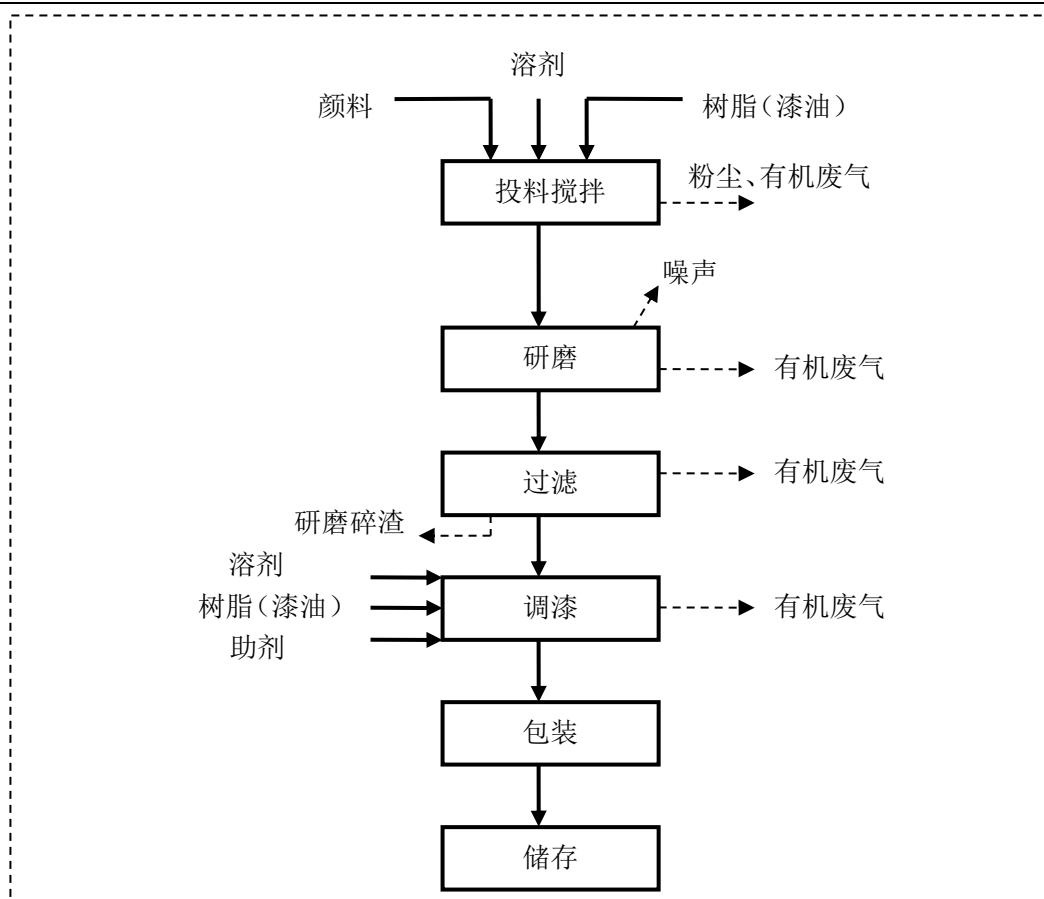 溶剂
颜料
树脂（漆油）
投料搅拌
粉尘、有机废气
噪声
研磨
有机废气
过滤
有机废气
研磨碎渣
溶剂
树脂（漆油）
助剂
调漆
有机废气
包装
储存